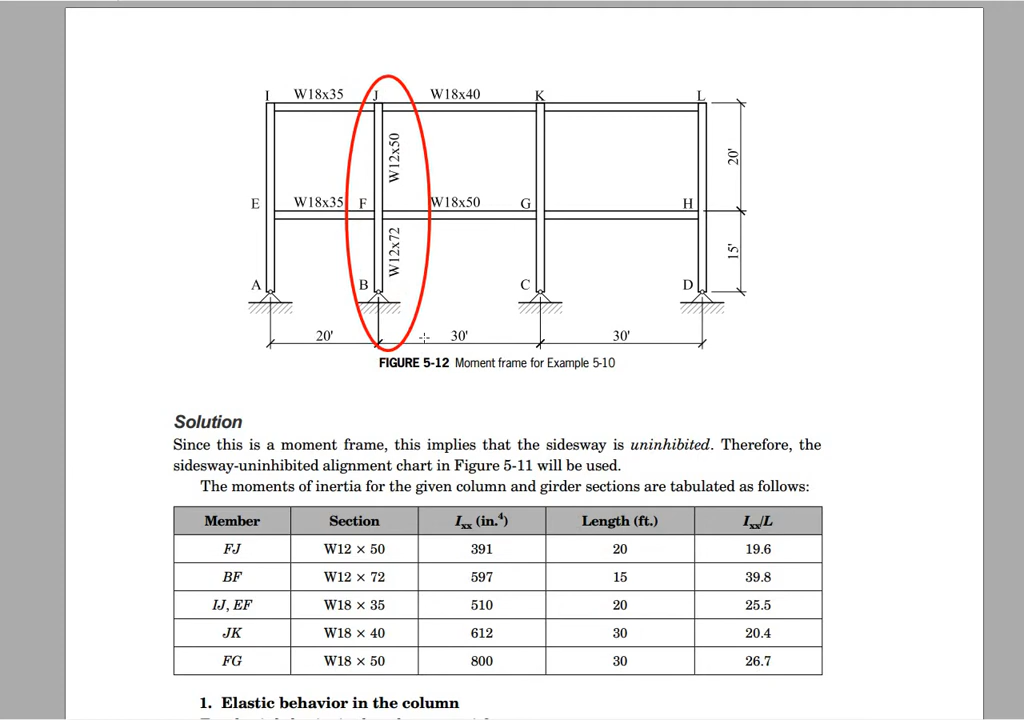 I W18x35 J W18x40 K L
W12x50
20'
E W18x35 F W18x50 G H
W12x72
15'
A B C D
20' 30' 30'
FIGURE 5-12 Moment frame for Example 5-10
Solution
Since this is a moment frame, this implies that the sidesway is uninhibited. Therefore, the
sidesway-uninhibited alignment chart in Figure 5-11 will be used.
The moments of inertia for the given column and girder sections are tabulated as follows:
Member Section Ixx (in.⁴) Length (ft.) Ixx/L
FJ W12 × 50 391 20 19.6
BF W12 × 72 597 15 39.8
IJ, EF W18 × 35 510 20 25.5
JK W18 × 40 612 30 20.4
FG W18 × 50 800 30 26.7
1. Elastic behavior in the column